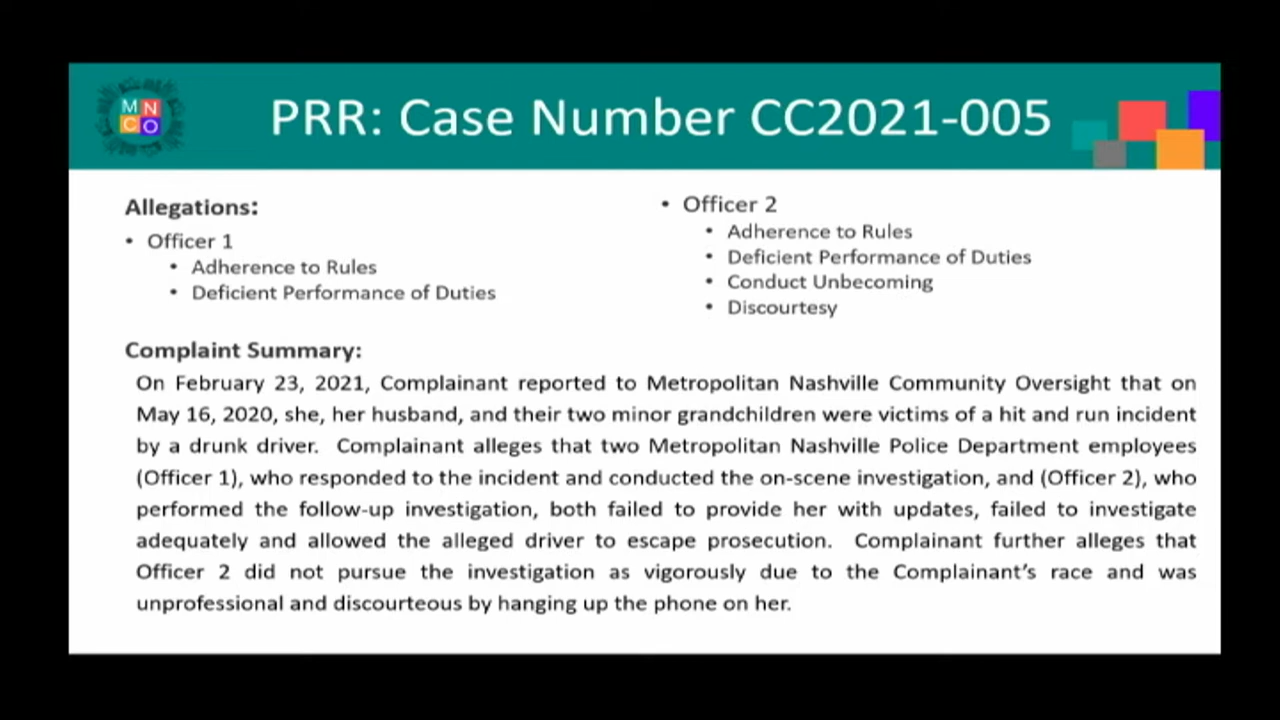 M N
C O
PRR: Case Number CC2021-005
Allegations:
• Officer 1
• Adherence to Rules
• Deficient Performance of Duties
• Officer 2
• Adherence to Rules
• Deficient Performance of Duties
• Conduct Unbecoming
• Discourtesy
Complaint Summary:
On February 23, 2021, Complainant reported to Metropolitan Nashville Community Oversight that on
May 16, 2020, she, her husband, and their two minor grandchildren were victims of a hit and run incident
by a drunk driver.  Complainant alleges that two Metropolitan Nashville Police Department employees
(Officer 1), who responded to the incident and conducted the on-scene investigation, and (Officer 2), who
performed the follow-up investigation, both failed to provide her with updates, failed to investigate
adequately and allowed the alleged driver to escape prosecution.  Complainant further alleges that
Officer 2 did not pursue the investigation as vigorously due to the Complainant’s race and was
unprofessional and discourteous by hanging up the phone on her.